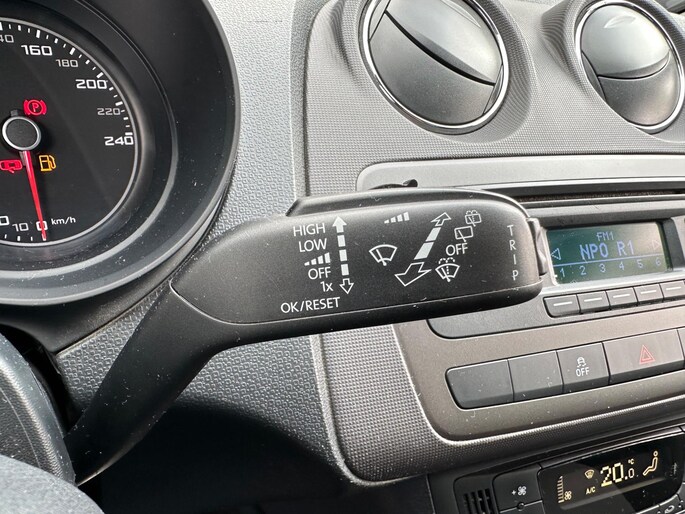 160
180
200
220
240
km/h
HIGH
LOW
OFF
1x
OK/RESET
OFF
TRIP
FM1
NPO R1
1 2 3 4 5 6
OFF
A/C
20.0 °C
A/C